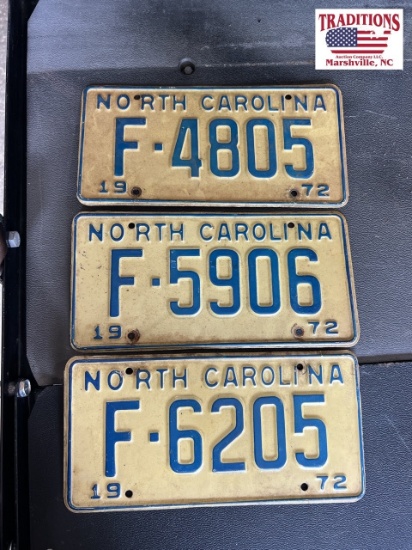 TRADITIONS
Auction Company LLC.
Marshville, NC
NORTH CAROLINA
F-4805
19 72
NORTH CAROLINA
F-5906
19 72
NORTH CAROLINA
F-6205
19 72